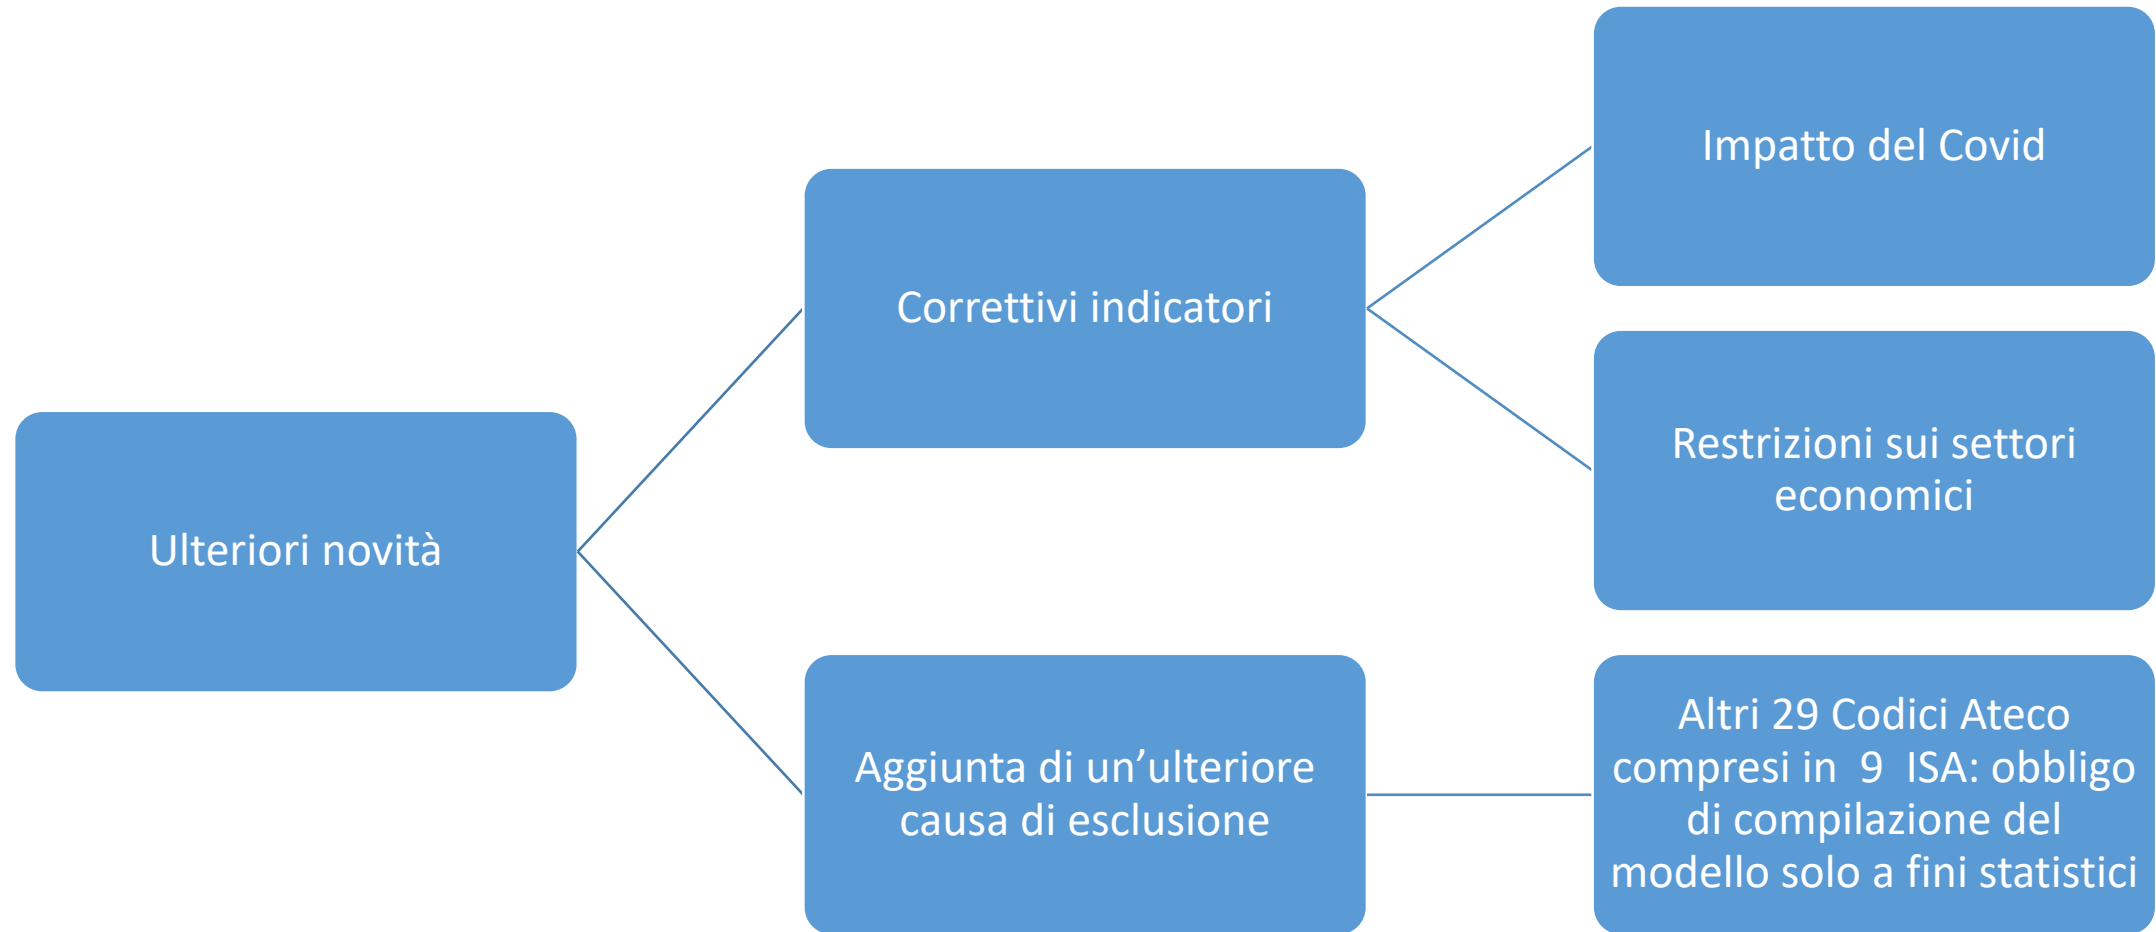 Ulteriori novità
Correttivi indicatori
Impatto del Covid
Restrizioni sui settori
economici
Aggiunta di un’ulteriore
causa di esclusione
Altri 29 Codici Ateco
compresi in  9  ISA: obbligo
di compilazione del
modello solo a fini statistici